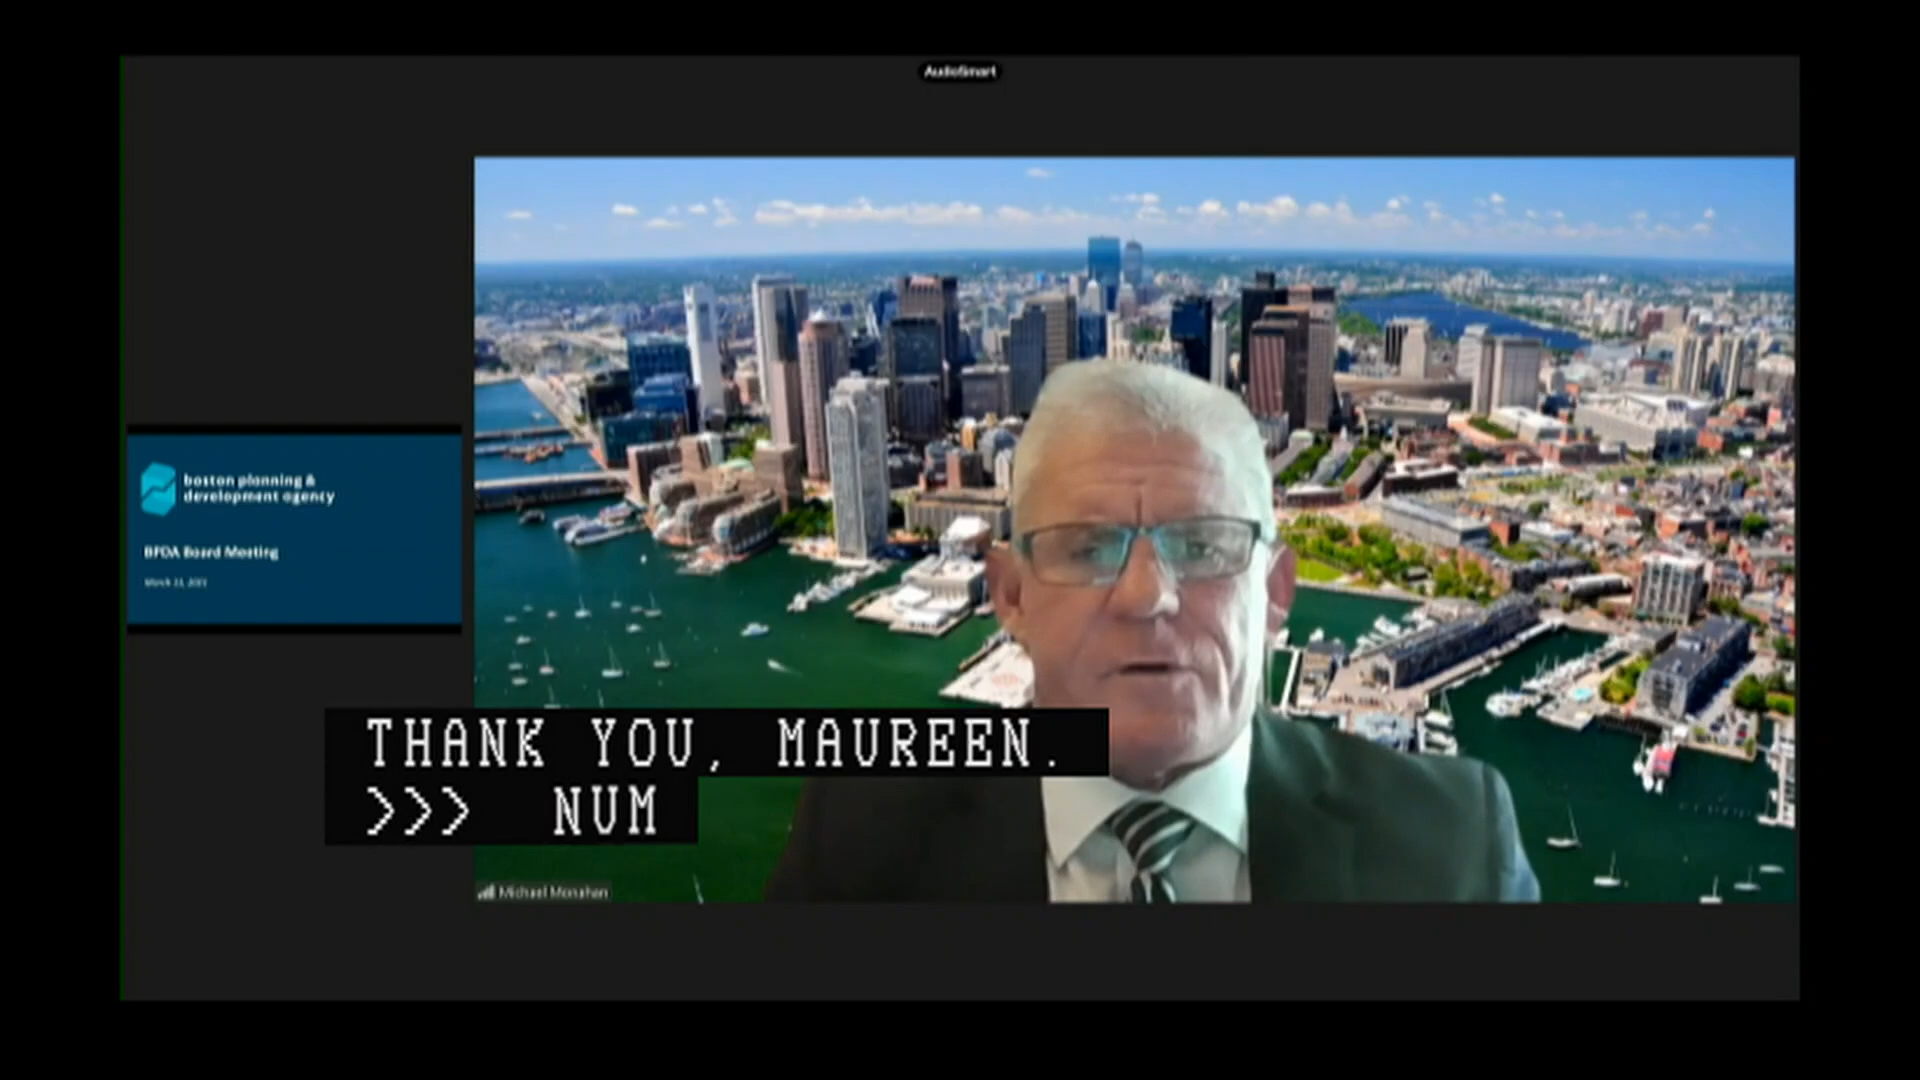 AudioSmart
boston planning &
development agency
BPDA Board Meeting
THANK YOU, MAUREEN.
>>> NUM
Michael Monahan